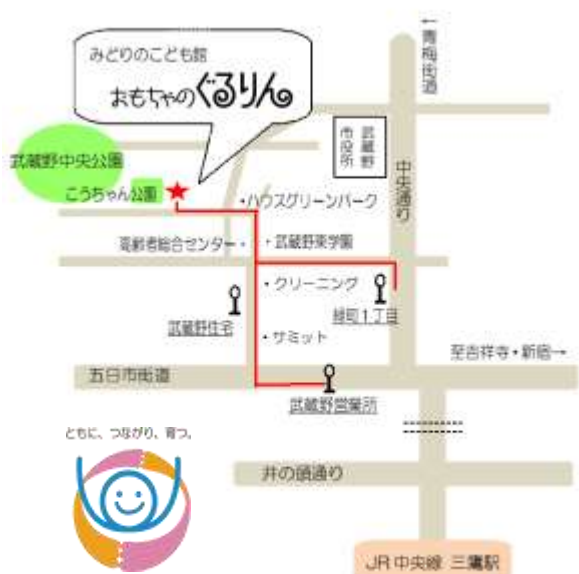 ←青梅街道
みどりのこども館
おもちゃのぐるりん
武蔵野
市役所
武蔵野中央公園
こうちゃん公園
中央通り
・ハウスグリーンパーク
高齢者総合センター・
・武蔵野東学園
・クリーニング
武蔵野住宅
緑町1丁目
・サミット
至吉祥寺・新宿→
五日市街道
武蔵野営業所
ともに、つながり、育つ。
井の頭通り
JR中央線 三鷹駅